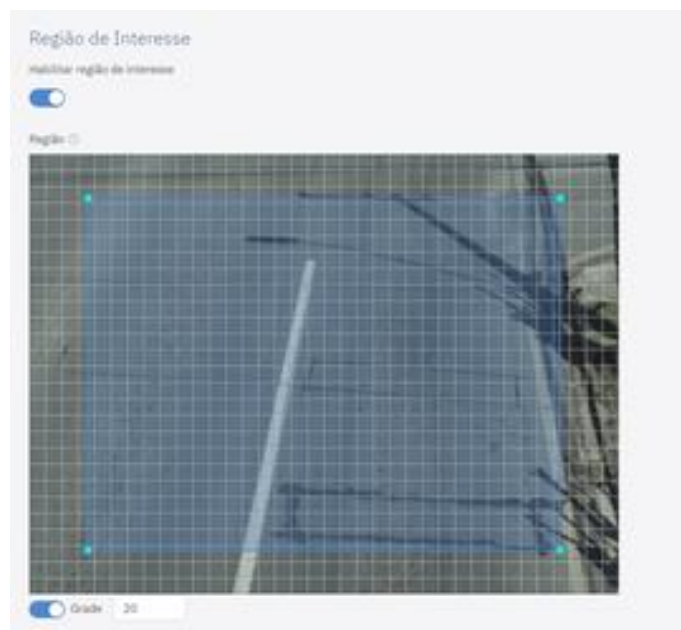 Região de Interesse
Habilitar região de interesse
Região
Grade 20